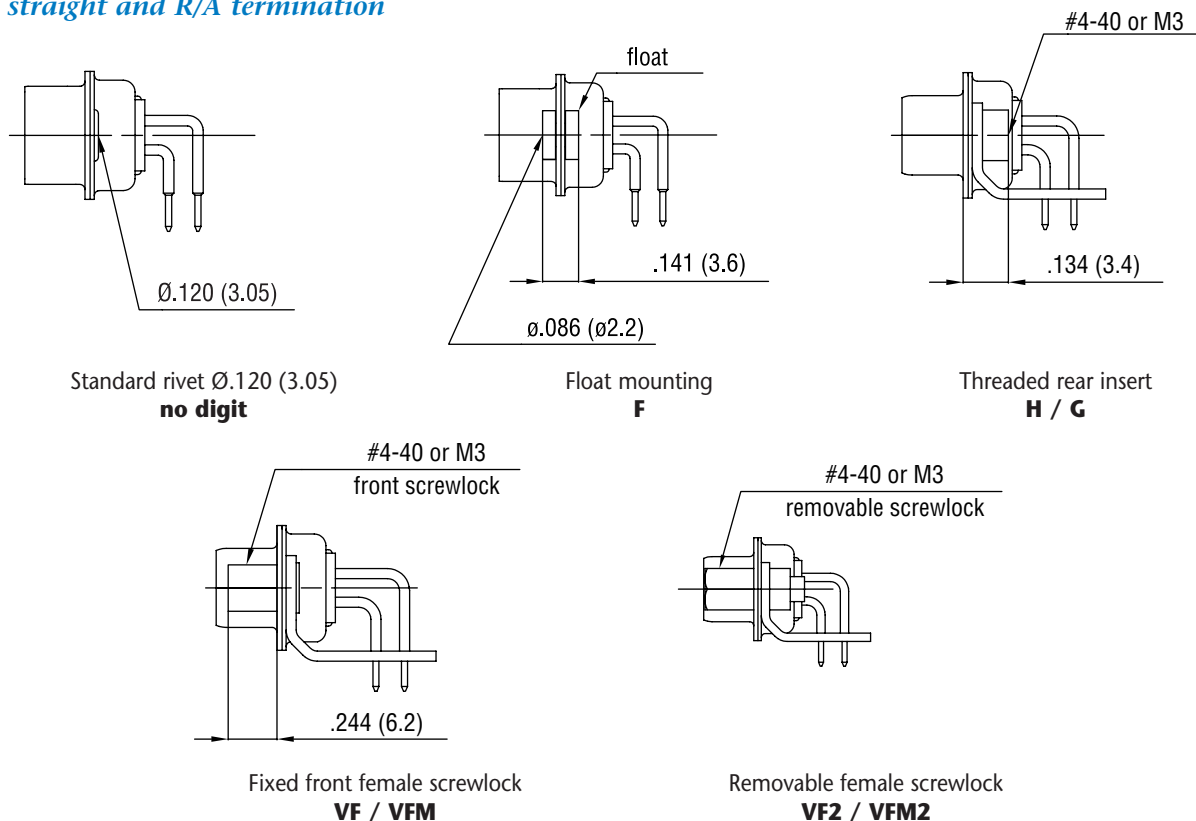 straight and R/A termination
#4-40 or M3
float
.141 (3.6)
.134 (3.4)
Ø.120 (3.05)
ø.086 (ø2.2)
Standard rivet Ø.120 (3.05)
no digit
Float mounting
F
Threaded rear insert
H / G
#4-40 or M3
front screwlock
#4-40 or M3
removable screwlock
.244 (6.2)
Fixed front female screwlock
VF / VFM
Removable female screwlock
VF2 / VFM2